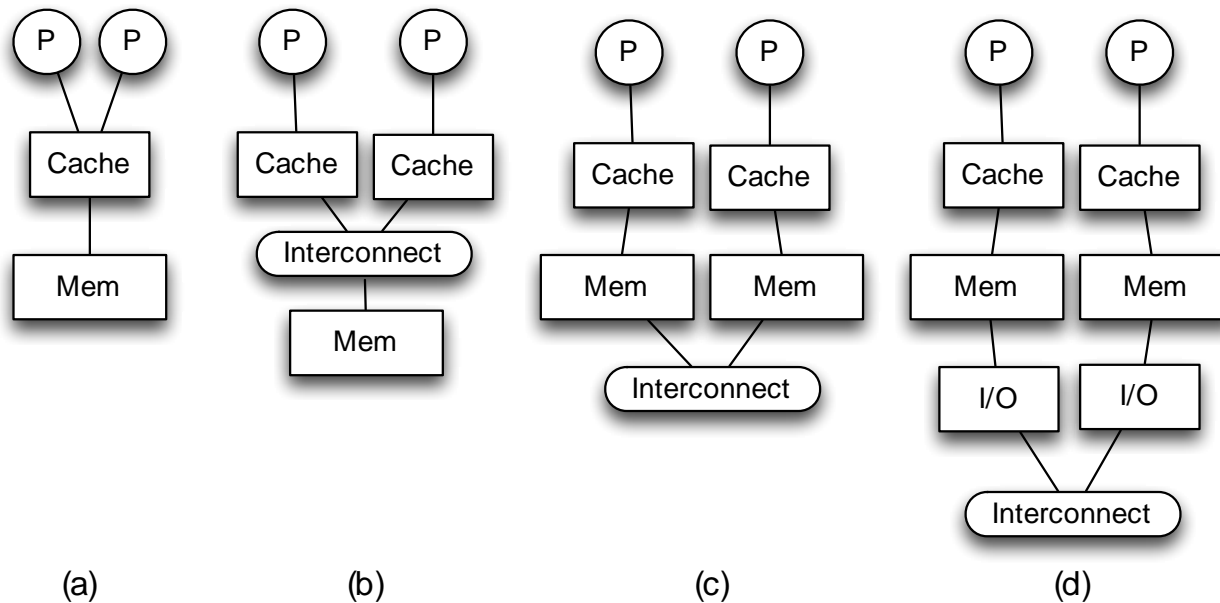 P P
Cache
Mem
(a)
P P
Cache Cache
Interconnect
Mem
(b)
P P
Cache Cache
Mem Mem
Interconnect
(c)
P P
Cache Cache
Mem Mem
I/O I/O
Interconnect
(d)